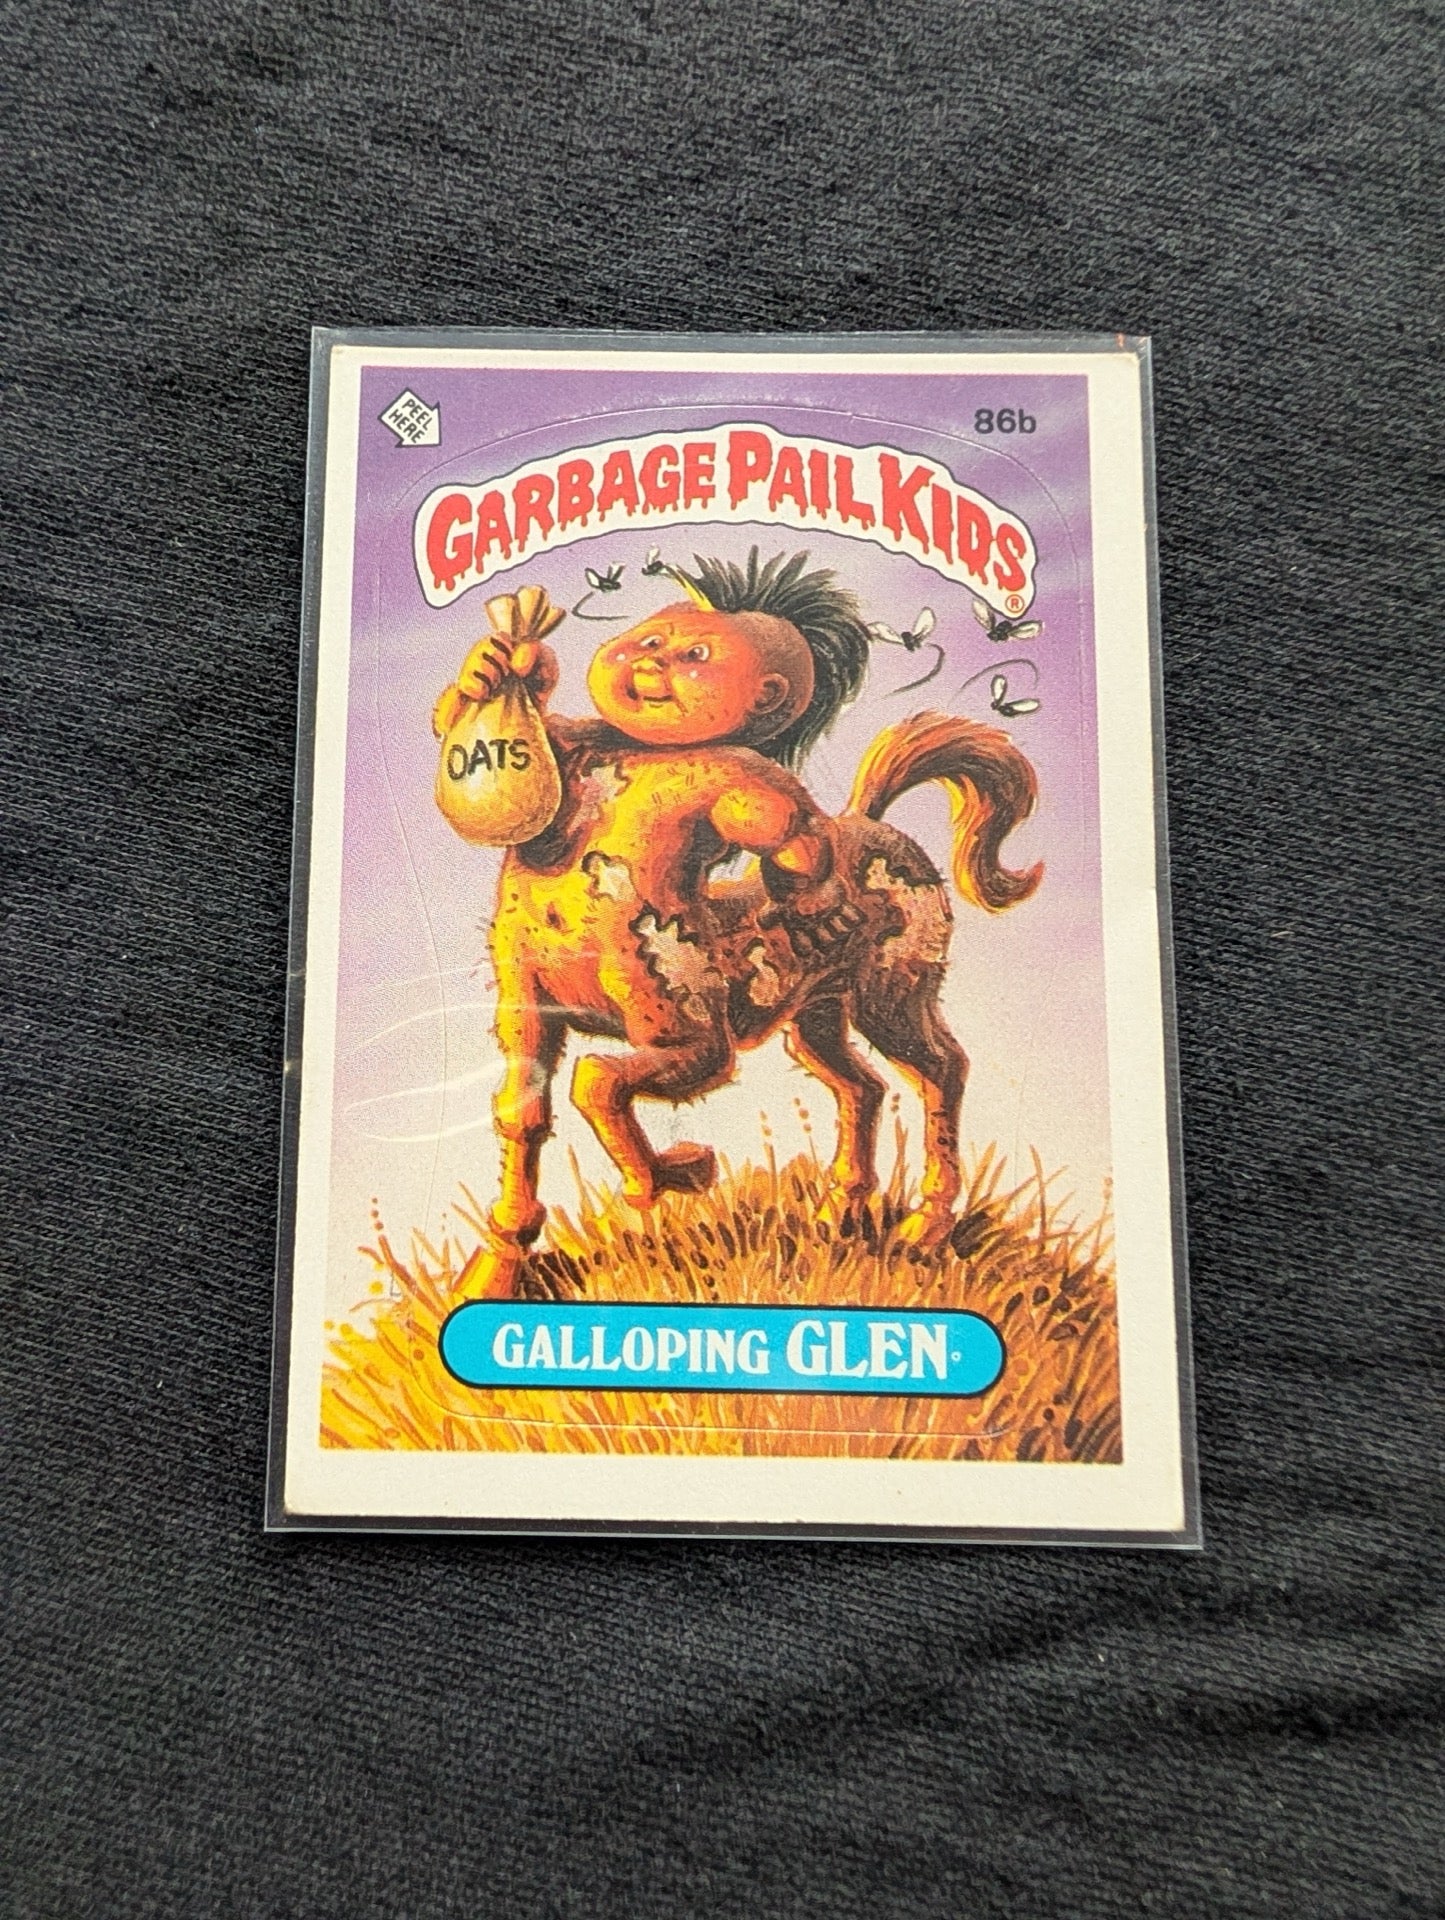 PEEL
HERE
86b
GARBAGE PAIL KIDS
®
OATS
GALLOPING GLEN